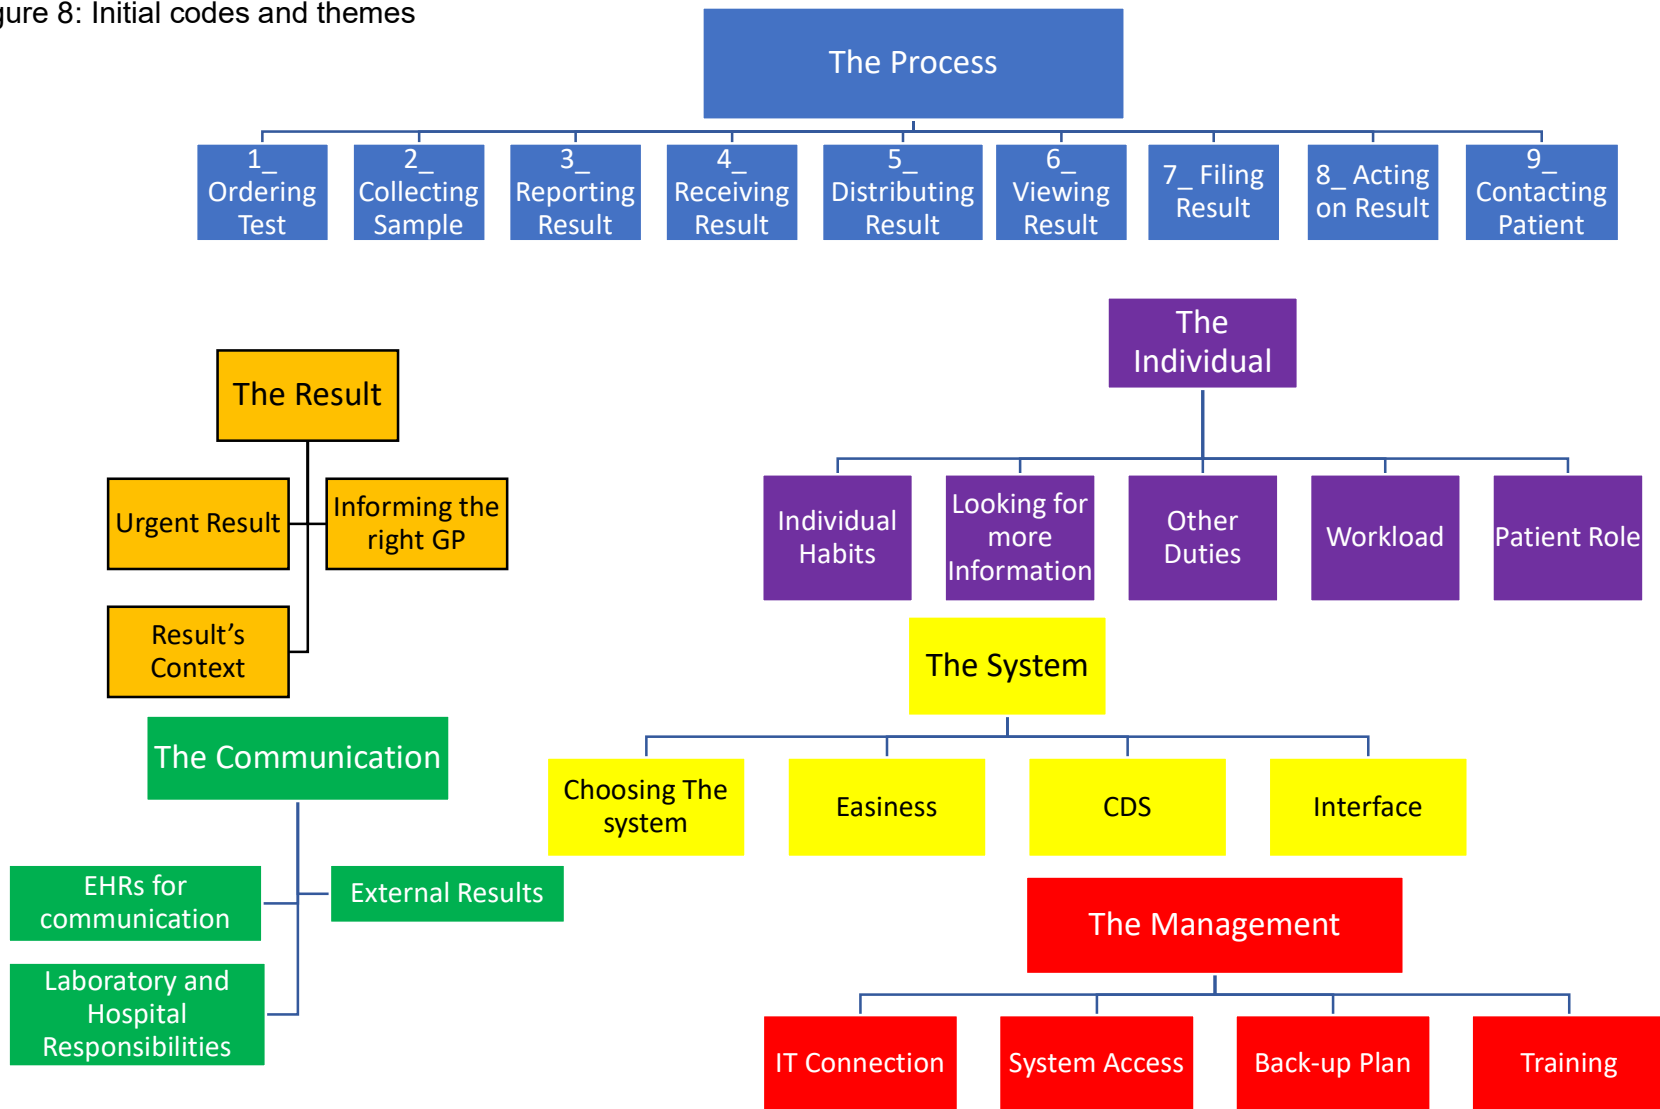 gure 8: Initial codes and themes
The Process
1_
Ordering
Test
2_
Collecting
Sample
3_
Reporting
Result
4_
Receiving
Result
5_
Distributing
Result
6_
Viewing
Result
7_ Filing
Result
8_ Acting
on Result
9_
Contacting
Patient
The
Individual
Individual
Habits
Looking for
more
Information
Other
Duties
Workload
Patient Role
The Result
Urgent Result
Informing the
right GP
Result’s
Context
The System
Choosing The
system
Easiness
CDS
Interface
The Communication
EHRs for
communication
External Results
Laboratory and
Hospital
Responsibilities
The Management
IT Connection
System Access
Back-up Plan
Training